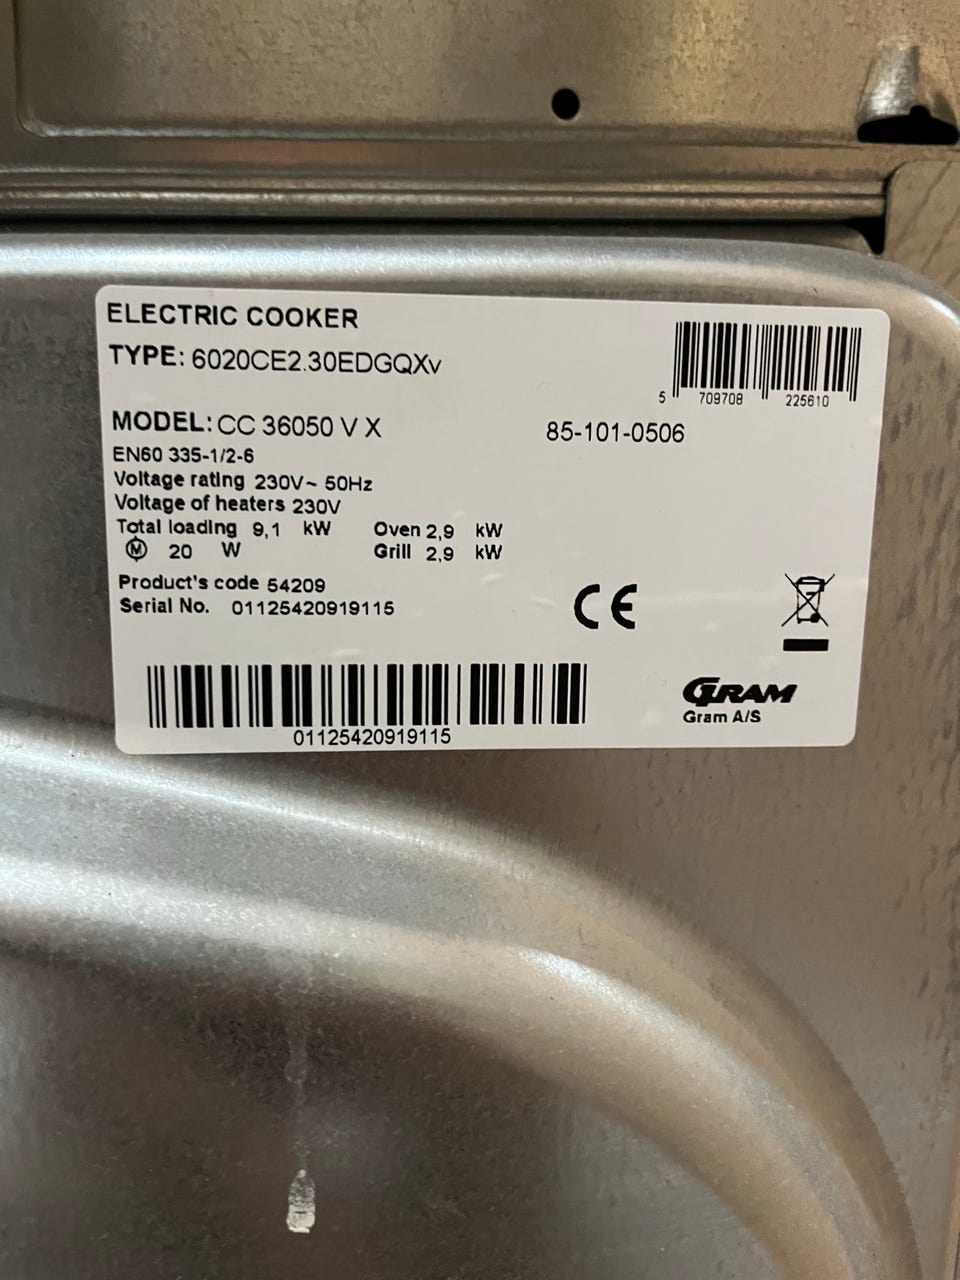 ELECTRIC COOKER
TYPE: 6020CE2.30EDGQXv
5 709708 225610
MODEL: CC 36050 V X 85-101-0506
EN60 335-1/2-6
Voltage rating 230V~ 50Hz
Voltage of heaters 230V
Total loading 9,1 kW Oven 2,9 kW
M 20 W Grill 2,9 kW
Product's code 54209
Serial No. 01125420919115
CE
01125420919115
GRAM
Gram A/S